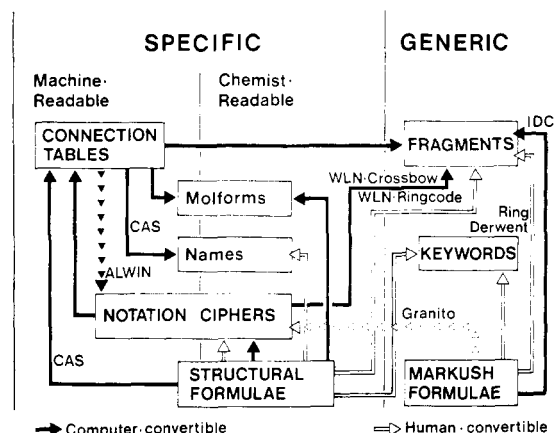 SPECIFIC
GENERIC
Machine·
Readable
Chemist·
Readable
IDC
CONNECTION
TABLES
FRAGMENTS
WLN·Crossbow
WLN·Ringcode
Molforms
CAS
Ring
Derwent
Names
KEYWORDS
ALWIN
NOTATION CIPHERS
Granito
CAS
STRUCTURAL
FORMULAE
MARKUSH
FORMULAE
Computer·convertible
Human·convertible